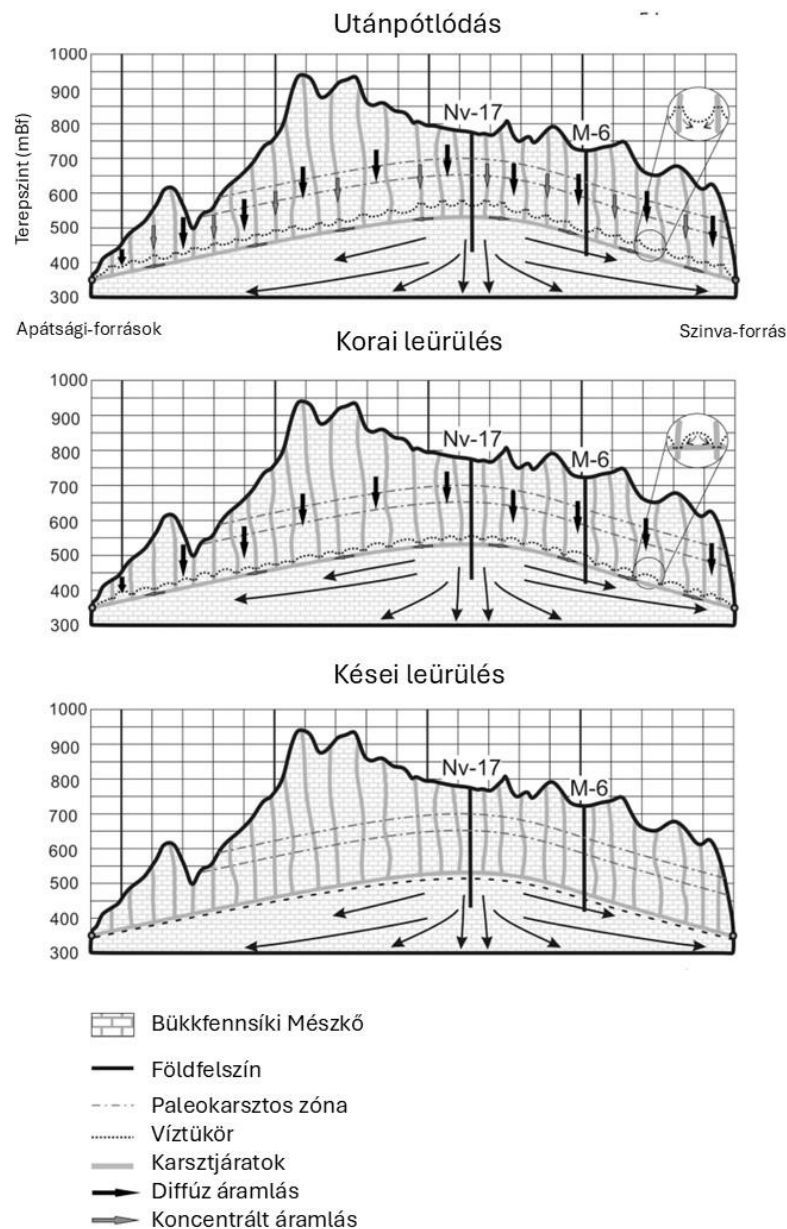 Utánpótlódás
Terepszint (mBf)
1000
900
800
700
600
500
400
300
Nv-17
M-6
Apátsági-források
Szinva-forrás
Korai leürülés
1000
900
800
700
600
500
400
300
Nv-17
M-6
Kései leürülés
1000
900
800
700
600
500
400
300
Nv-17
M-6
Bükkfennsíki Mészkő
Földfelszín
Paleokarsztos zóna
Víztükör
Karsztjáratok
Diffúz áramlás
Koncentrált áramlás